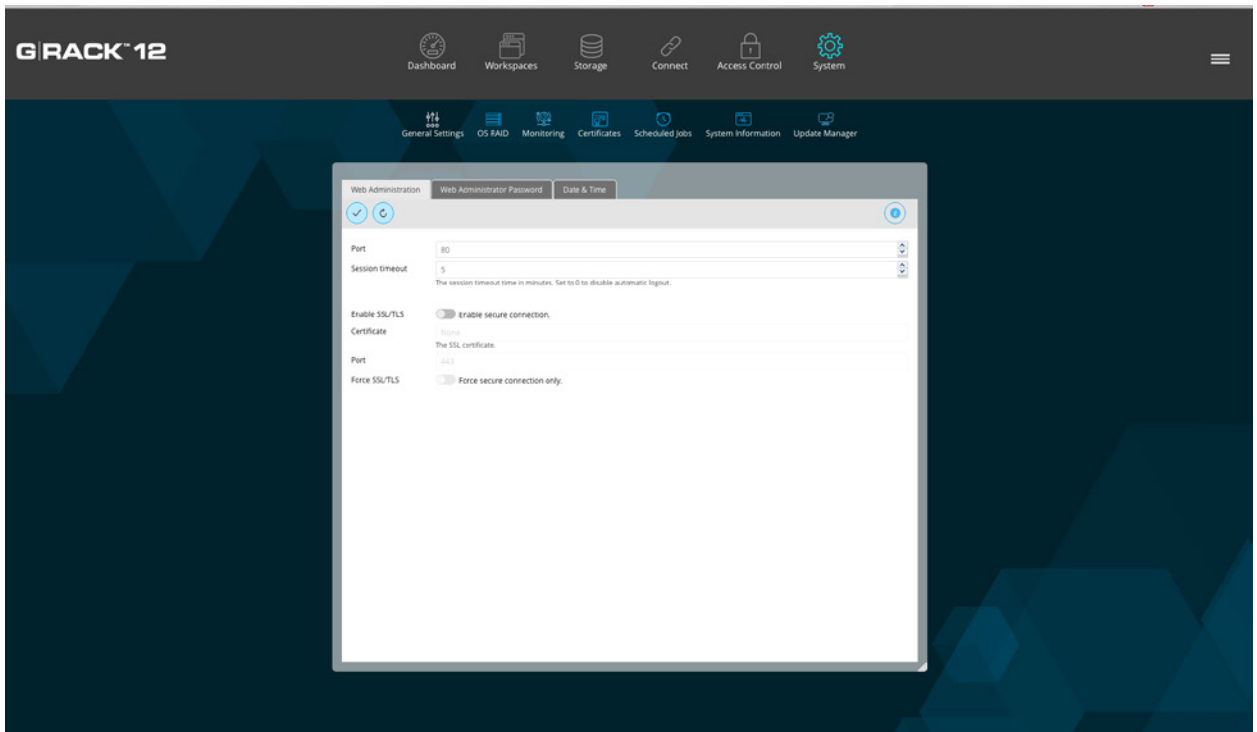 G|RACK™12
Dashboard Workspaces Storage Connect Access Control System
General Settings OS RAID Monitoring Certificates Scheduled Jobs System Information Update Manager
Web Administration Web Administrator Password Date & Time
Port 80
Session timeout 5
The session timeout time in minutes. Set to 0 to disable automatic logout.
Enable SSL/TLS Enable secure connection.
Certificate None
The SSL certificate.
Port 443
Force SSL/TLS Force secure connection only.